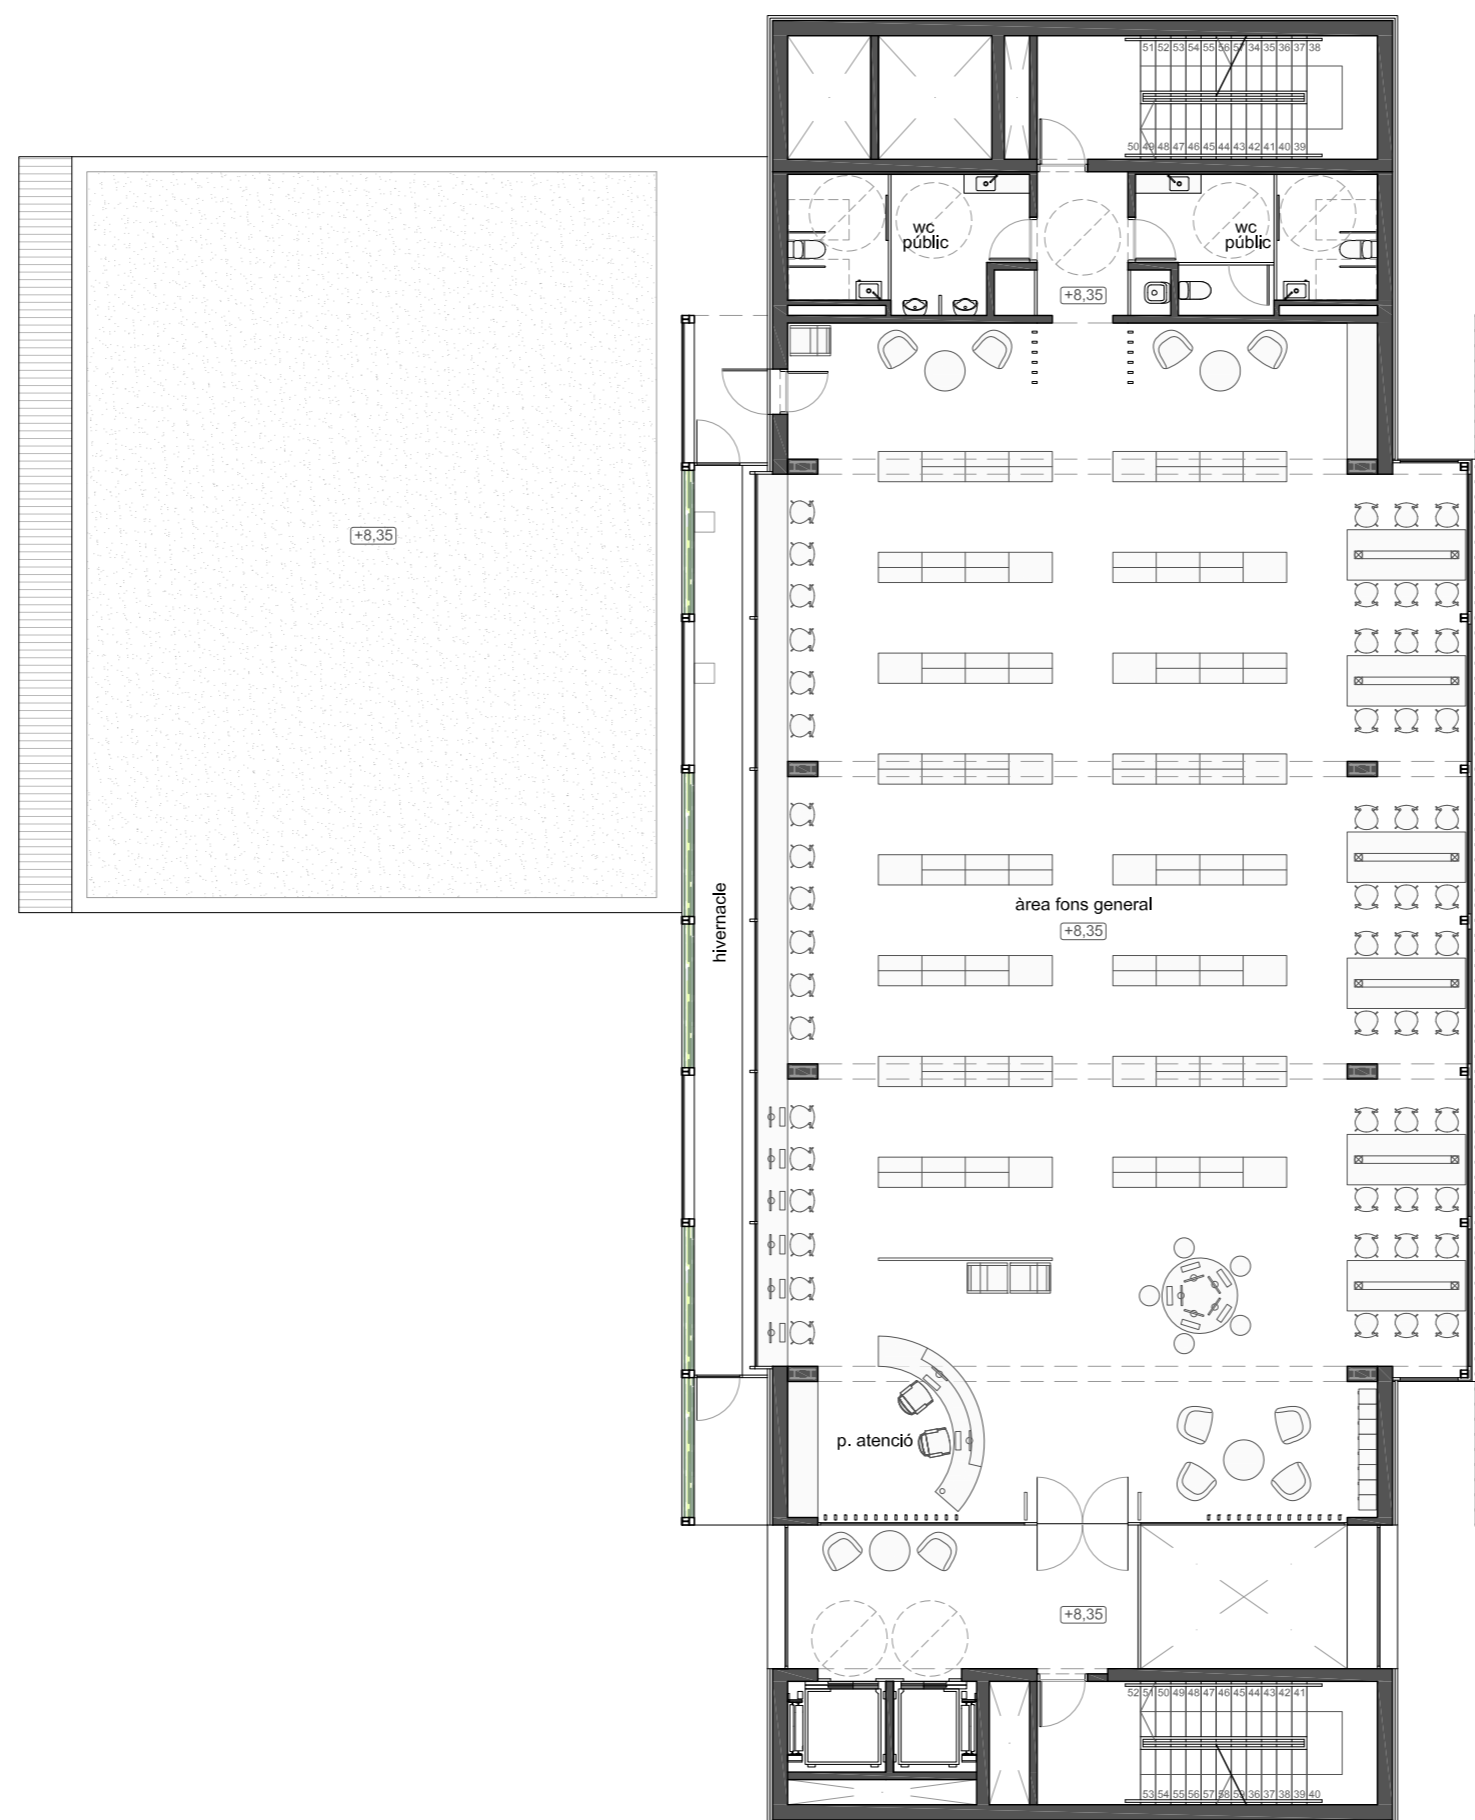 51 52 53 54 55 56 57 34 35 36 37 38
50 49 48 47 46 45 44 43 42 41 40 39
wc
públic
wc
públic
+8,35
+8,35
hivernacle
àrea fons general
+8,35
p. atenció
+8,35
52 51 50 49 48 47 46 45 44 43 42 41
53 54 55 56 57 58 59 36 37 38 39 40